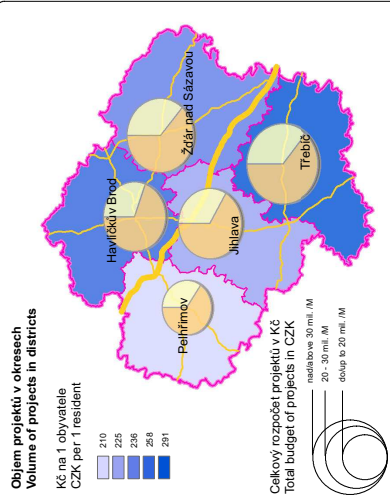 Objem projektů v okresech
Volume of projects in districts
Kč na 1 obyvatele
CZK per 1 resident
210
225
236
258
291
Havlíčkův Brod
Žďár nad Sázavou
Pelhřimov
Jihlava
Třebíč
Celkový rozpočet projektů v Kč
Total budget of projects in CZK
nad/above 30 mil. /M
20 - 30 mil. /M
do/up to 20 mil. /M